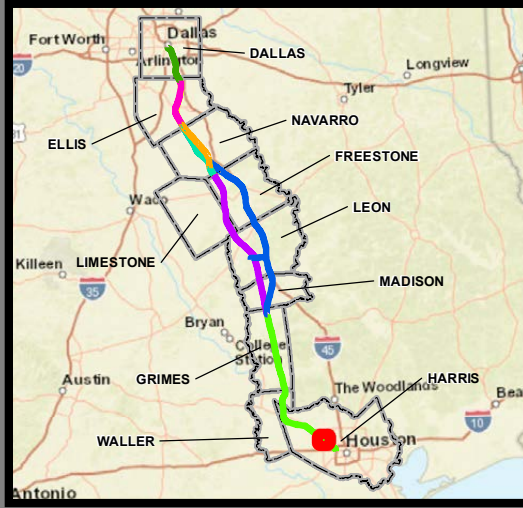 Fort Worth
Dallas
DALLAS
Arlington
20
Longview
Tyler
NAVARRO
ELLIS
FREESTONE
Waco
LEON
LIMESTONE
Killeen
MADISON
35
Bryan
College
Station
45
GRIMES
Austin
The Woodlands
HARRIS
Bea
10
WALLER
Houston
Antonio